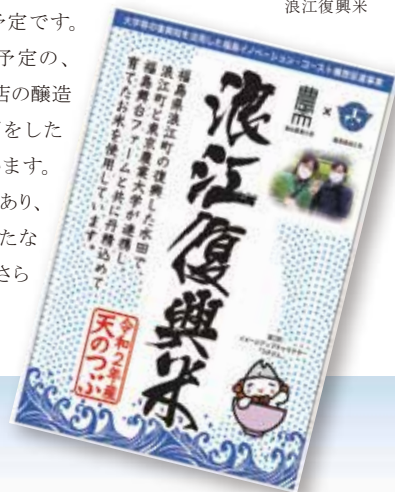 浪江復興米
予定です。
予定の、
店の醸造
をした
ます。
あり、
たな
さら
大学等の復興知を活用した福島イノベーション・コースト構想促進事業
農
×
浪江復興米
福島県浪江町の復興した水田で、
浪江町と東京農業大学が連携し、
福島舞台ファームと共に丹精込めて
育てたお米を使用しています。
令和2年産
天のつぶ